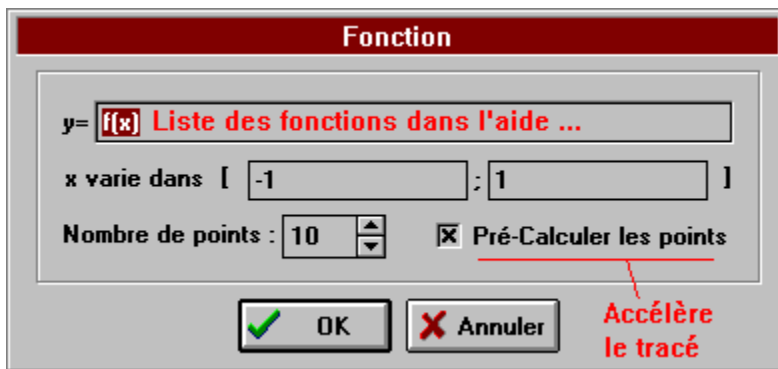 Fonction
y= f(x) Liste des fonctions dans l'aide ...
x varie dans [ -1 ; 1 ]
Nombre de points : 10 Pré-Calculer les points
OK Annuler Accélère
le tracé